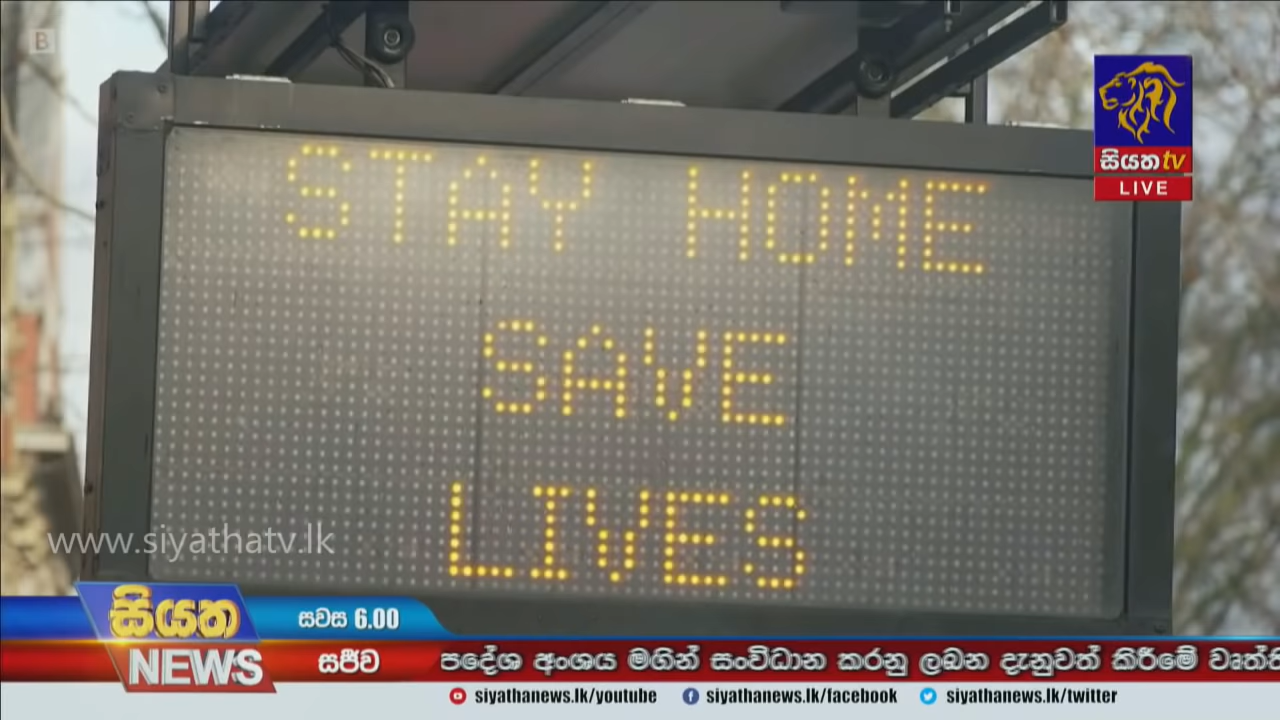 B
සියත tv
LIVE
STAY HOME
SAVE
LIVES
www.siyathatv.lk
සියත
NEWS
සවස 6.00
සජීව
පදේශ අංශය මගින් සංවිධාන කරනු ලබන දැනුවත් කිරීමේ
siyathanews.lk/youtube
siyathanews.lk/facebook
siyathanews.lk/twitter